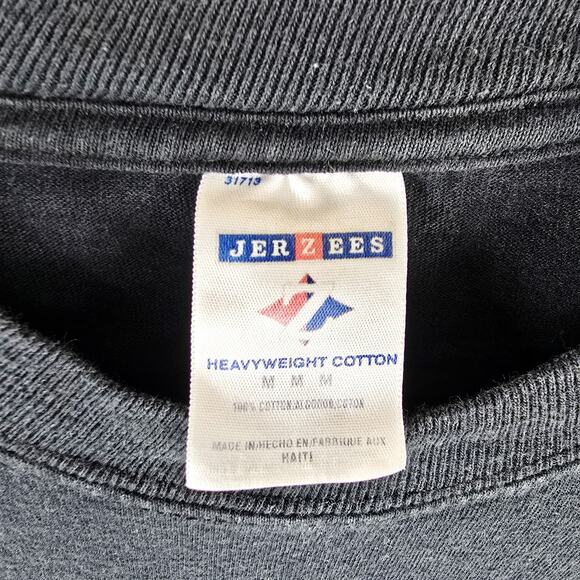 31713
JERZEES
HEAVYWEIGHT COTTON
M M M
100% COTTON,ALGODON,COTON
MADE IN/HECHO EN/FABRIQUE AUX
HAITI